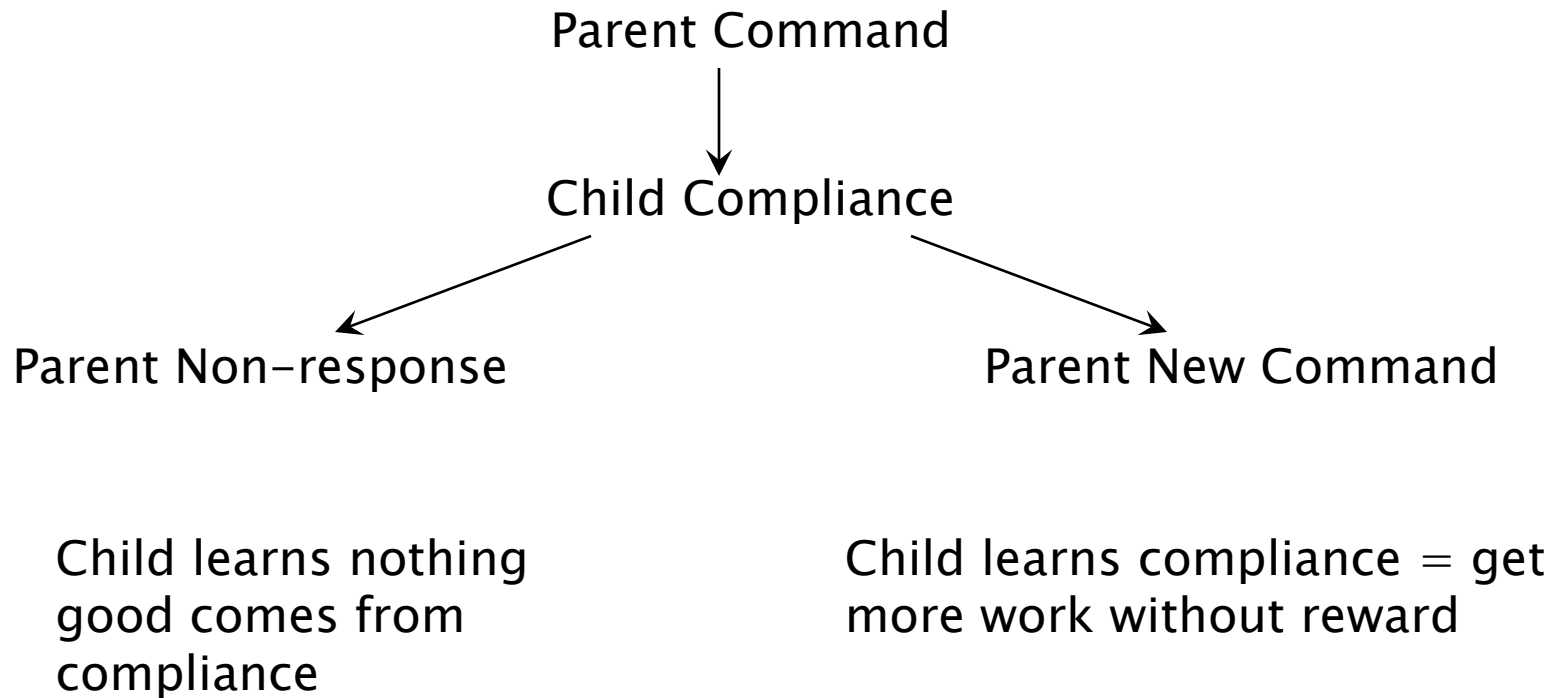 Parent Command
Child Compliance
Parent Non-response
Parent New Command
Child learns nothing
good comes from
compliance
Child learns compliance = get
more work without reward